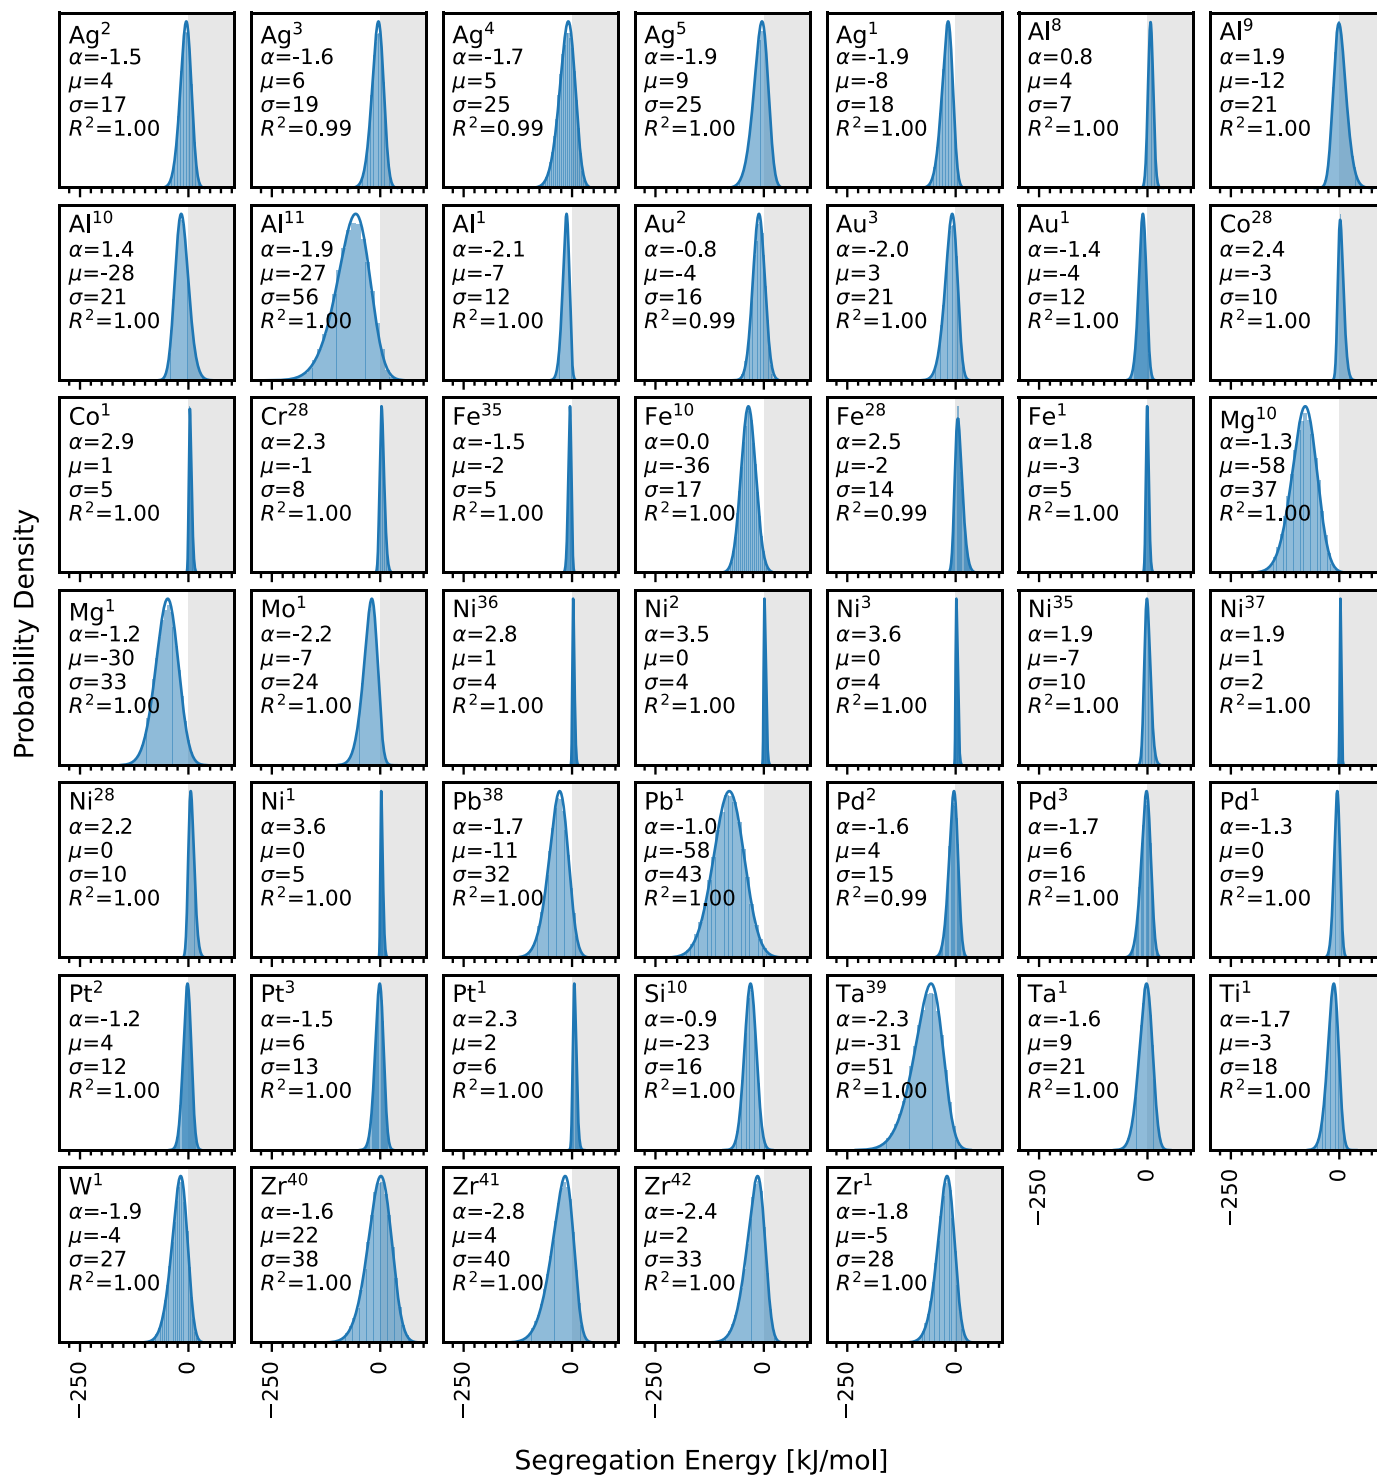 Ag²
α=-1.5
μ=4
σ=17
R²=1.00
Ag³
α=-1.6
μ=6
σ=19
R²=0.99
Ag⁴
α=-1.7
μ=5
σ=25
R²=0.99
Ag⁵
α=-1.9
μ=9
σ=25
R²=1.00
Ag¹
α=-1.9
μ=-8
σ=18
R²=1.00
Al⁸
α=0.8
μ=4
σ=7
R²=1.00
Al⁹
α=1.9
μ=-12
σ=21
R²=1.00
Al¹⁰
α=1.4
μ=-28
σ=21
R²=1.00
Al¹¹
α=-1.9
μ=-27
σ=56
R²=1.00
Al¹
α=-2.1
μ=-7
σ=12
R²=1.00
Au²
α=-0.8
μ=-4
σ=16
R²=0.99
Au³
α=-2.0
μ=3
σ=21
R²=1.00
Au¹
α=-1.4
μ=-4
σ=12
R²=1.00
Co²⁸
α=2.4
μ=-3
σ=10
R²=1.00
Co¹
α=2.9
μ=1
σ=5
R²=1.00
Cr²⁸
α=2.3
μ=-1
σ=8
R²=1.00
Fe³⁵
α=-1.5
μ=-2
σ=5
R²=1.00
Fe¹⁰
α=0.0
μ=-36
σ=17
R²=1.00
Fe²⁸
α=2.5
μ=-2
σ=14
R²=0.99
Fe¹
α=1.8
μ=-3
σ=5
R²=1.00
Mg¹⁰
α=-1.3
μ=-58
σ=37
R²=1.00
Mg¹
α=-1.2
μ=-30
σ=33
R²=1.00
Mo¹
α=-2.2
μ=-7
σ=24
R²=1.00
Ni³⁶
α=2.8
μ=1
σ=4
R²=1.00
Ni²
α=3.5
μ=0
σ=4
R²=1.00
Ni³
α=3.6
μ=0
σ=4
R²=1.00
Ni³⁵
α=1.9
μ=-7
σ=10
R²=1.00
Ni³⁷
α=1.9
μ=1
σ=2
R²=1.00
Ni²⁸
α=2.2
μ=0
σ=10
R²=1.00
Ni¹
α=3.6
μ=0
σ=5
R²=1.00
Pb³⁸
α=-1.7
μ=-11
σ=32
R²=1.00
Pb¹
α=-1.0
μ=-58
σ=43
R²=1.00
Pd²
α=-1.6
μ=4
σ=15
R²=0.99
Pd³
α=-1.7
μ=6
σ=16
R²=1.00
Pd¹
α=-1.3
μ=0
σ=9
R²=1.00
Pt²
α=-1.2
μ=4
σ=12
R²=1.00
Pt³
α=-1.5
μ=6
σ=13
R²=1.00
Pt¹
α=2.3
μ=2
σ=6
R²=1.00
Si¹⁰
α=-0.9
μ=-23
σ=16
R²=1.00
Ta³⁹
α=-2.3
μ=-31
σ=51
R²=1.00
Ta¹
α=-1.6
μ=9
σ=21
R²=1.00
Ti¹
α=-1.7
μ=-3
σ=18
R²=1.00
W¹
α=-1.9
μ=-4
σ=27
R²=1.00
Zr⁴⁰
α=-1.6
μ=22
σ=38
R²=1.00
Zr⁴¹
α=-2.8
μ=4
σ=40
R²=1.00
Zr⁴²
α=-2.4
μ=2
σ=33
R²=1.00
Zr¹
α=-1.8
μ=-5
σ=28
R²=1.00
−250
0
−250
0
−250
0
−250
0
−250
0
−250
0
−250
0
Probability Density
Segregation Energy [kJ/mol]